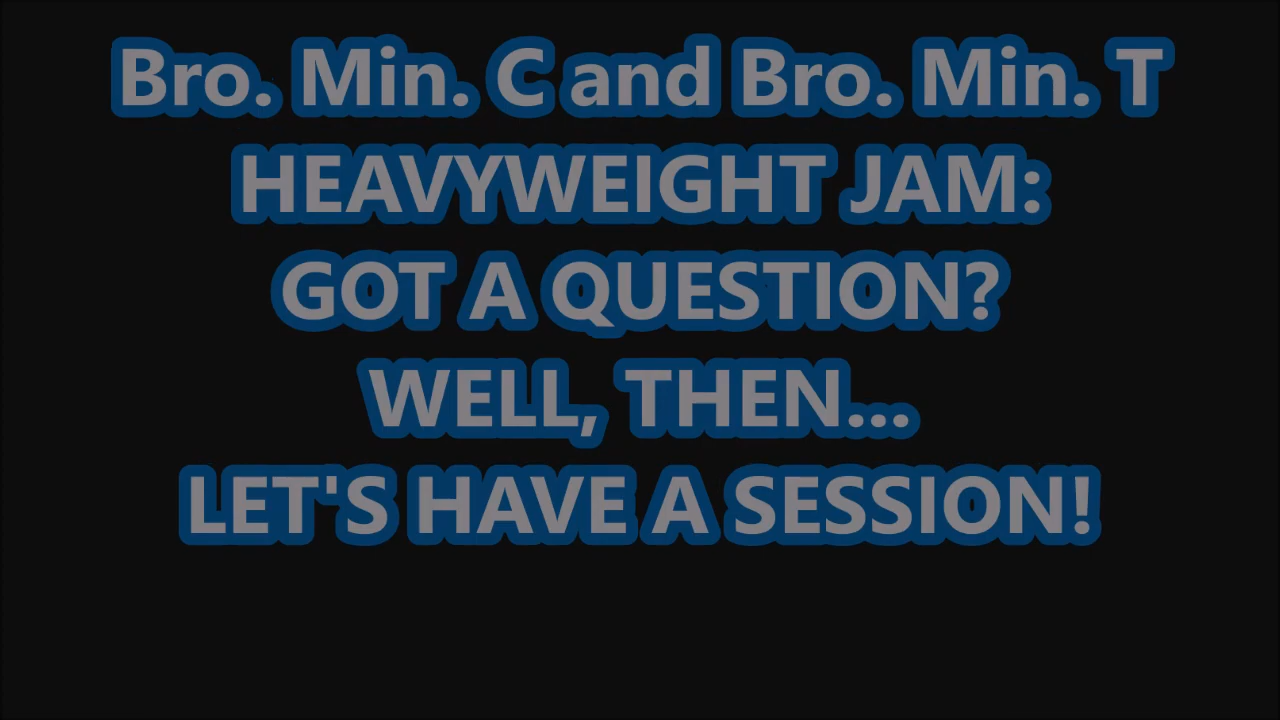 Bro. Min. C and Bro. Min. T
HEAVYWEIGHT JAM:
GOT A QUESTION?
WELL, THEN...
LET'S HAVE A SESSION!